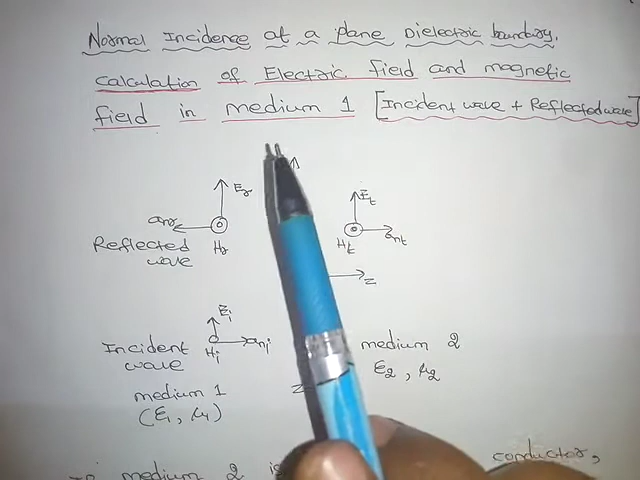 Normal Incidence at a plane Dielectric boundary.
calculation of Electric field and magnetic
field in medium 1 [Incident wave + Reflected wave]
Er
Et
anr
Hr
Ht
ant
Reflected
wave
z
Ei
Hi
ani
Incident
wave
medium 2
ε2, μ2
medium 1
(ε1, μ1)
medium 2 is
conductor,